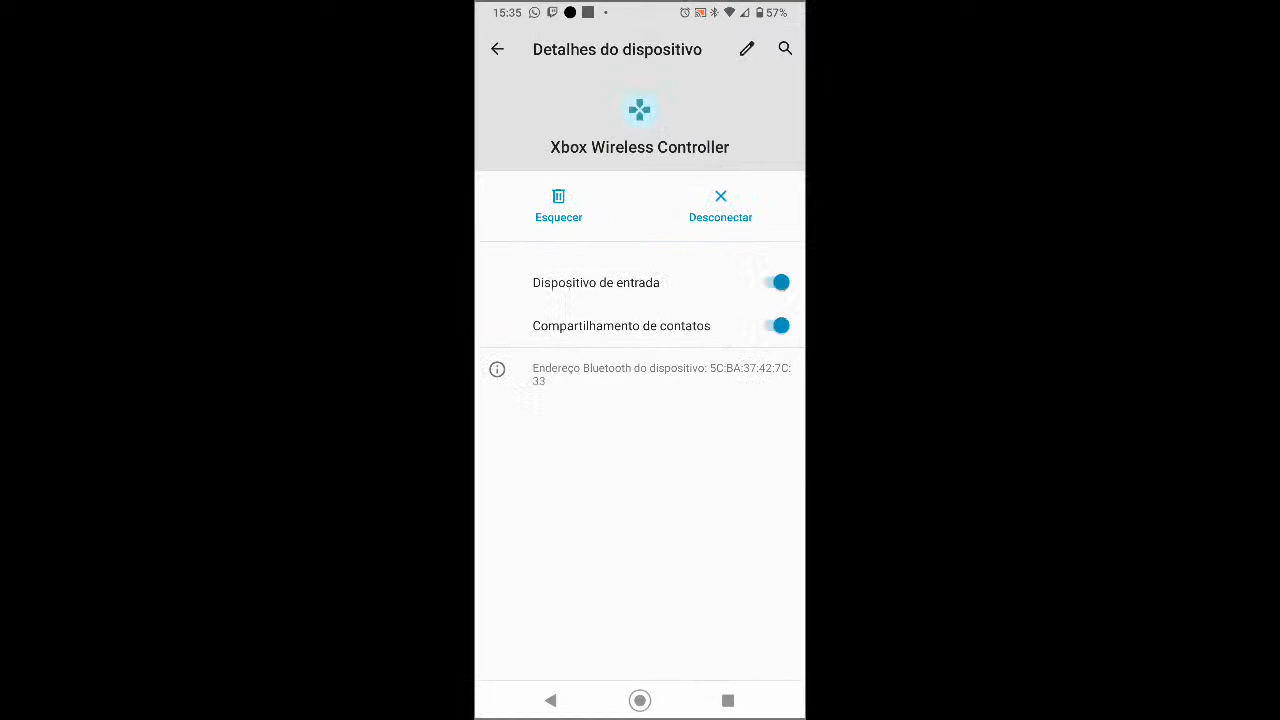 15:35 57%
Detalhes do dispositivo
Xbox Wireless Controller
Esquecer Desconectar
Dispositivo de entrada
Compartilhamento de contatos
Endereço Bluetooth do dispositivo: 5C:BA:37:42:7C:
33